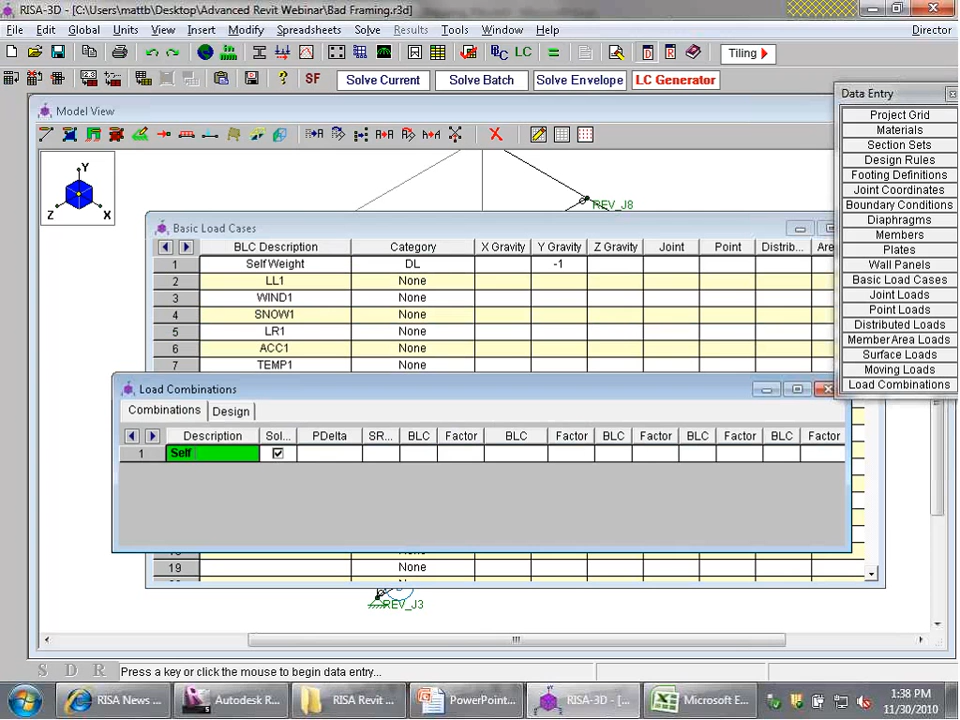 RISA-3D - [C:\Users\mattb\Desktop\Advanced Revit Webinar\Bad Framing.r3d]
File Edit Global Units View Insert Modify Spreadsheets Solve Results Tools Window Help Director
BC LC D R Tiling
? SF Solve Current Solve Batch Solve Envelope LC Generator
Model View
Data Entry
Project Grid
Materials
Section Sets
Design Rules
Footing Definitions
Joint Coordinates
Boundary Conditions
Diaphragms
Members
Plates
Wall Panels
Basic Load Cases
Joint Loads
Point Loads
Distributed Loads
Member Area Loads
Surface Loads
Moving Loads
Load Combinations
Y
Z X
REV_J8
Basic Load Cases
BLC Description Category X Gravity Y Gravity Z Gravity Joint Point Distrib... Are
1 Self Weight DL -1
2 LL1 None
3 WIND1 None
4 SNOW1 None
5 LR1 None
6 ACC1 None
7 TEMP1 None
Load Combinations
Combinations Design
Description Sol... PDelta SR... BLC Factor BLC Factor BLC Factor BLC Factor BLC Factor
1 Self
19 None
REV_J3
S D R Press a key or click the mouse to begin data entry...
RISA News ... Autodesk R... RISA Revit ... PowerPoint... RISA-3D - [... Microsoft E...
1:38 PM
11/30/2010